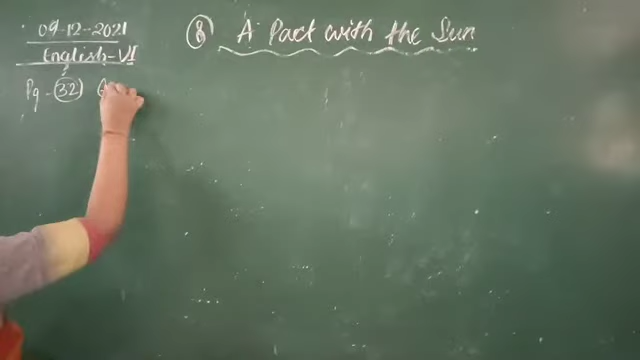 09-12-2021
⑧ A Pact with the Sun
English-VI
Pg-32